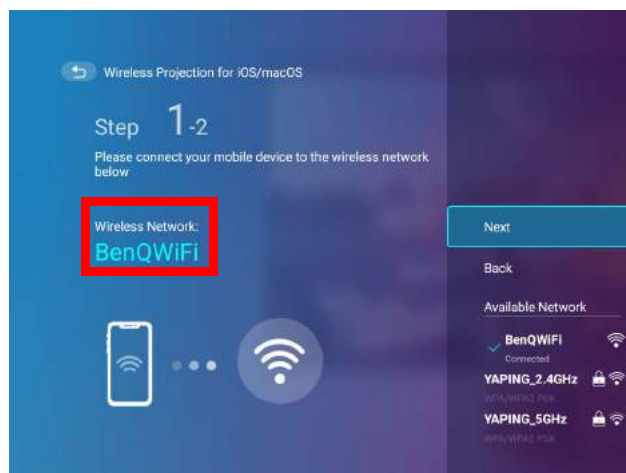 Wireless Projection for iOS/macOS
Step 1-2
Please connect your mobile device to the wireless network
below
Wireless Network:
BenQWiFi
Next
Back
Available Network
BenQWiFi
Connected
YAPING_2.4GHz
WPA/WPA2 PSK
YAPING_5GHz
WPA/WPA2 PSK